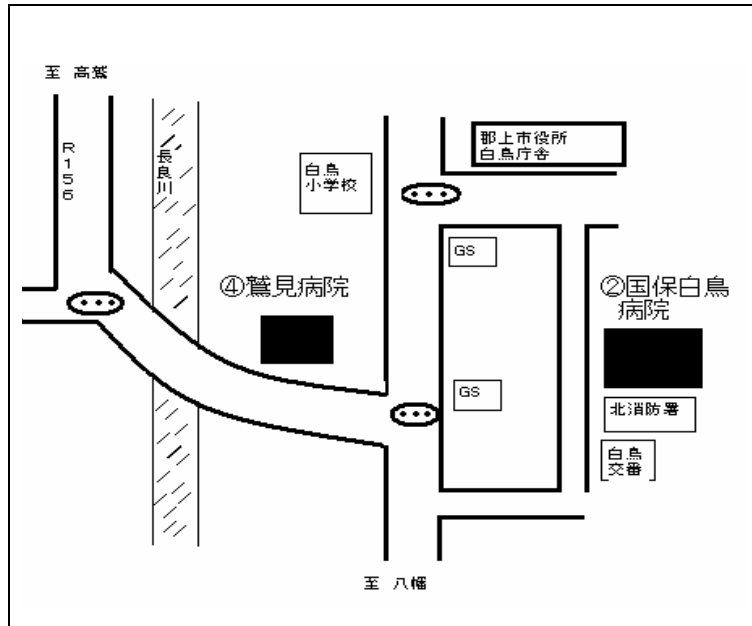 至 高鷲
R156
長良川
白鳥
小学校
郡上市役所
白鳥庁舎
GS
④鷲見病院
②国保白鳥
病院
GS
北消防署
白鳥
交番
至 八幡